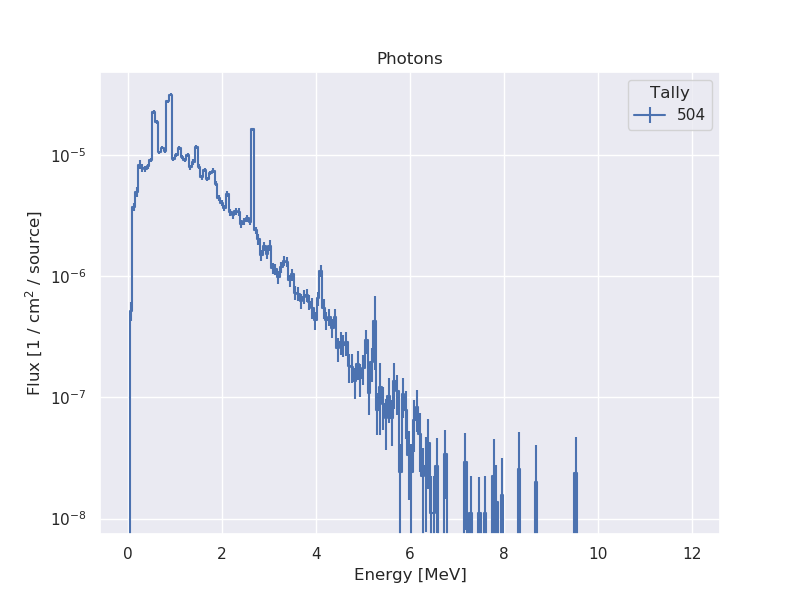 Photons
Tally
504
10⁻⁵
10⁻⁶
10⁻⁷
10⁻⁸
Flux [1 / cm² / source]
0 2 4 6 8 10 12
Energy [MeV]